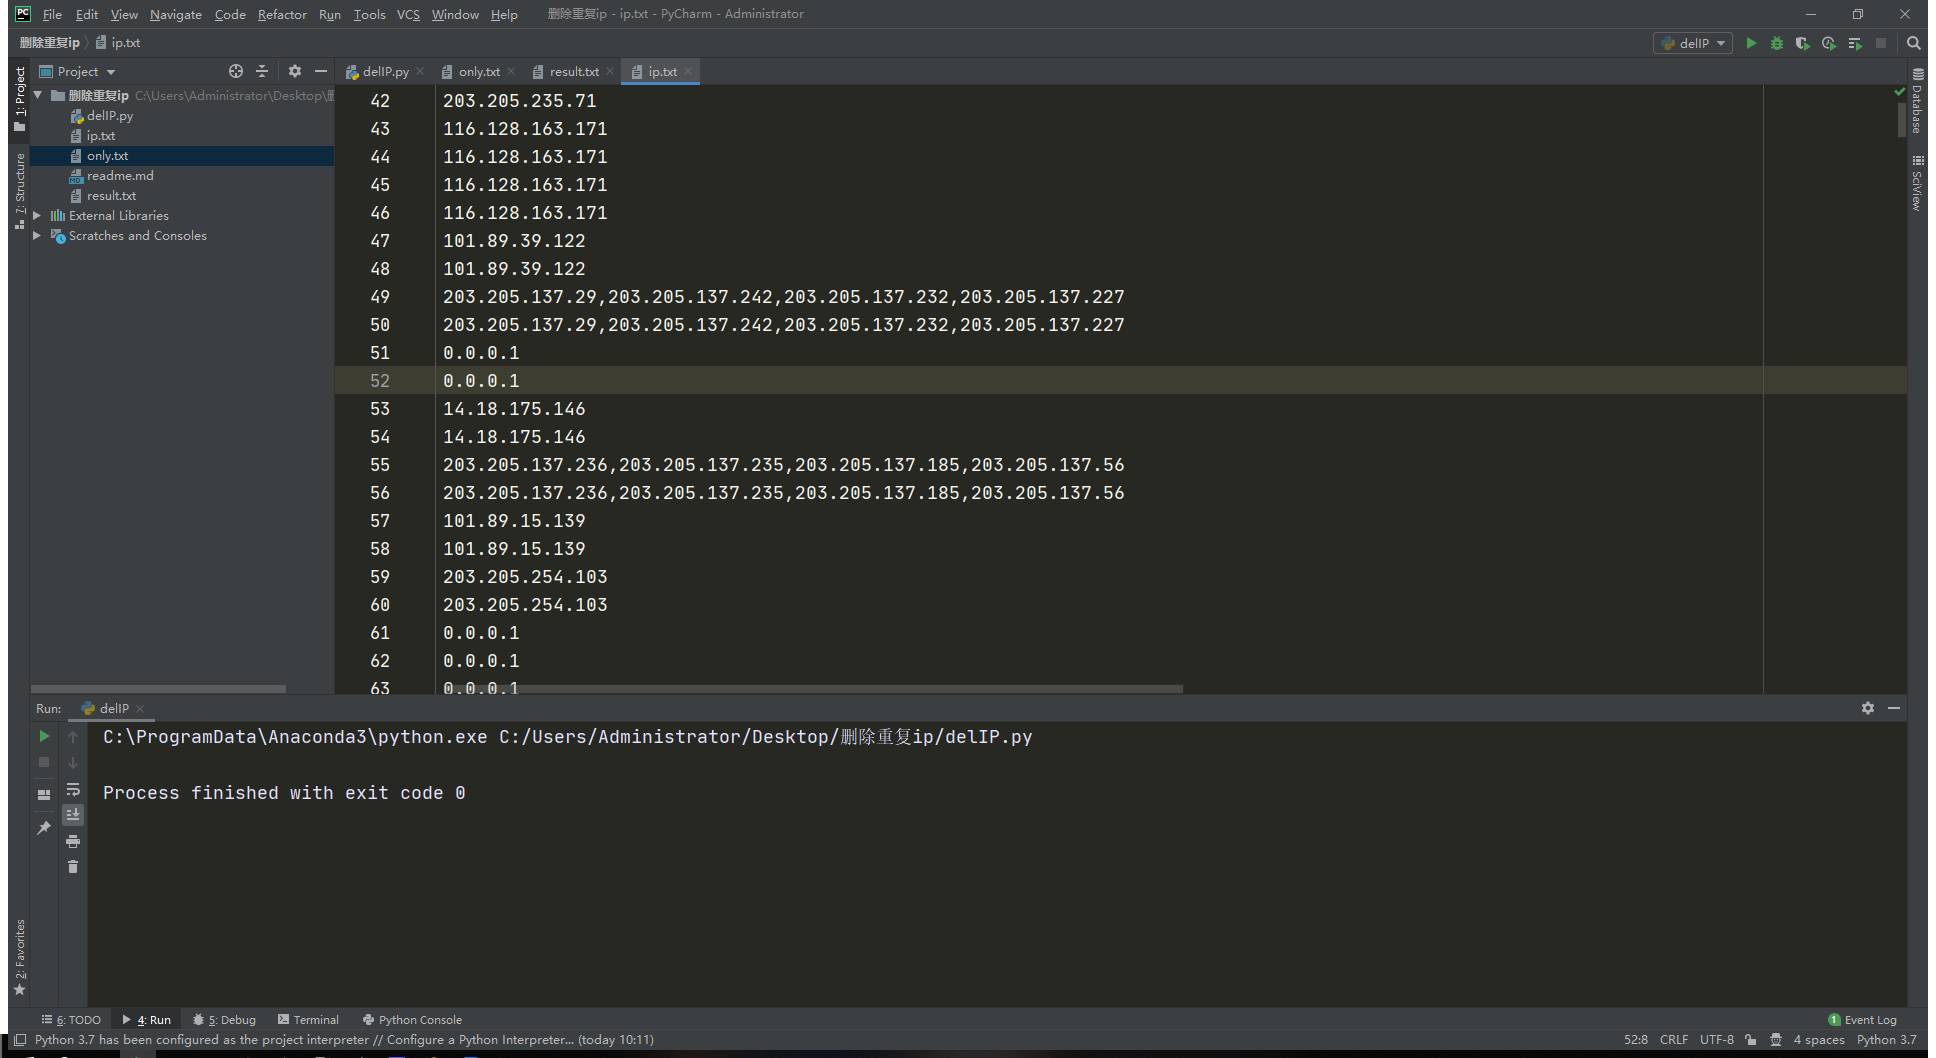 File Edit View Navigate Code Refactor Run Tools VCS Window Help 删除重复ip - ip.txt - PyCharm - Administrator
删除重复ip ip.txt delIP
1: Project
Project delIP.py only.txt result.txt ip.txt
删除重复ip C:\Users\Administrator\Desktop\
delIP.py
ip.txt
only.txt
readme.md
result.txt
External Libraries
Scratches and Consoles
7: Structure
42 203.205.235.71
43 116.128.163.171
44 116.128.163.171
45 116.128.163.171
46 116.128.163.171
47 101.89.39.122
48 101.89.39.122
49 203.205.137.29,203.205.137.242,203.205.137.232,203.205.137.227
50 203.205.137.29,203.205.137.242,203.205.137.232,203.205.137.227
51 0.0.0.1
52 0.0.0.1
53 14.18.175.146
54 14.18.175.146
55 203.205.137.236,203.205.137.235,203.205.137.185,203.205.137.56
56 203.205.137.236,203.205.137.235,203.205.137.185,203.205.137.56
57 101.89.15.139
58 101.89.15.139
59 203.205.254.103
60 203.205.254.103
61 0.0.0.1
62 0.0.0.1
63 0.0.0.1
Database
SciView
Run: delIP
C:\ProgramData\Anaconda3\python.exe C:/Users/Administrator/Desktop/删除重复ip/delIP.py
Process finished with exit code 0
2: Favorites
6: TODO 4: Run 5: Debug Terminal Python Console 1 Event Log
Python 3.7 has been configured as the project interpreter // Configure a Python Interpreter... (today 10:11) 52:8 CRLF UTF-8 4 spaces Python 3.7